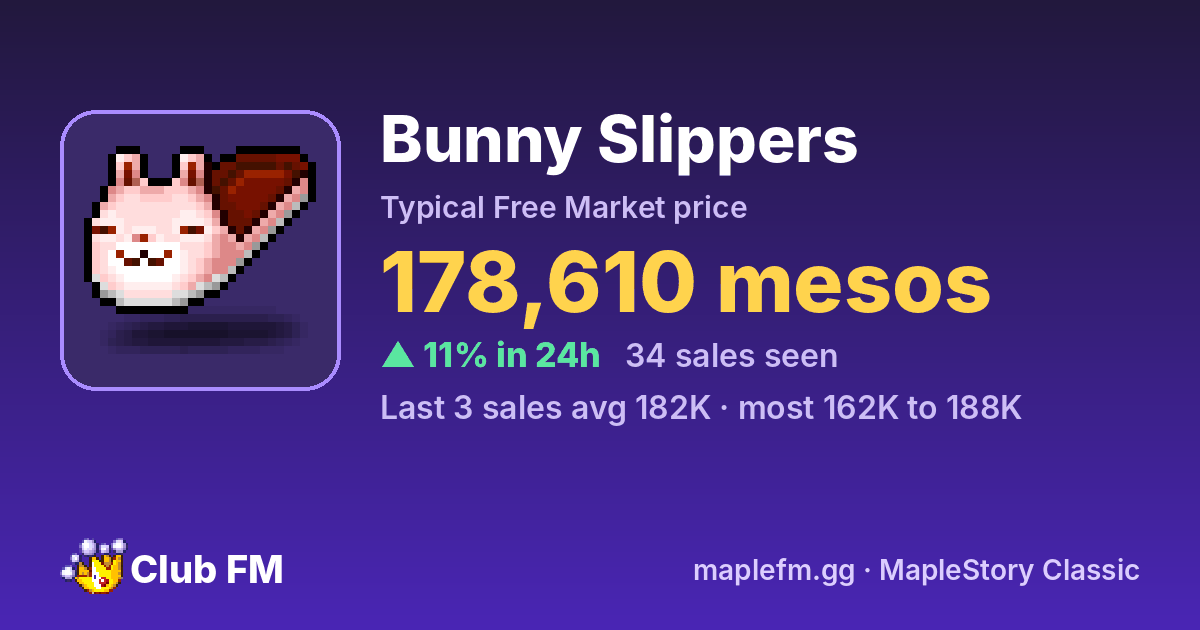 Bunny Slippers
Typical Free Market price
178,610 mesos
▲ 11% in 24h 34 sales seen
Last 3 sales avg 182K · most 162K to 188K
Club FM
maplefm.gg · MapleStory Classic